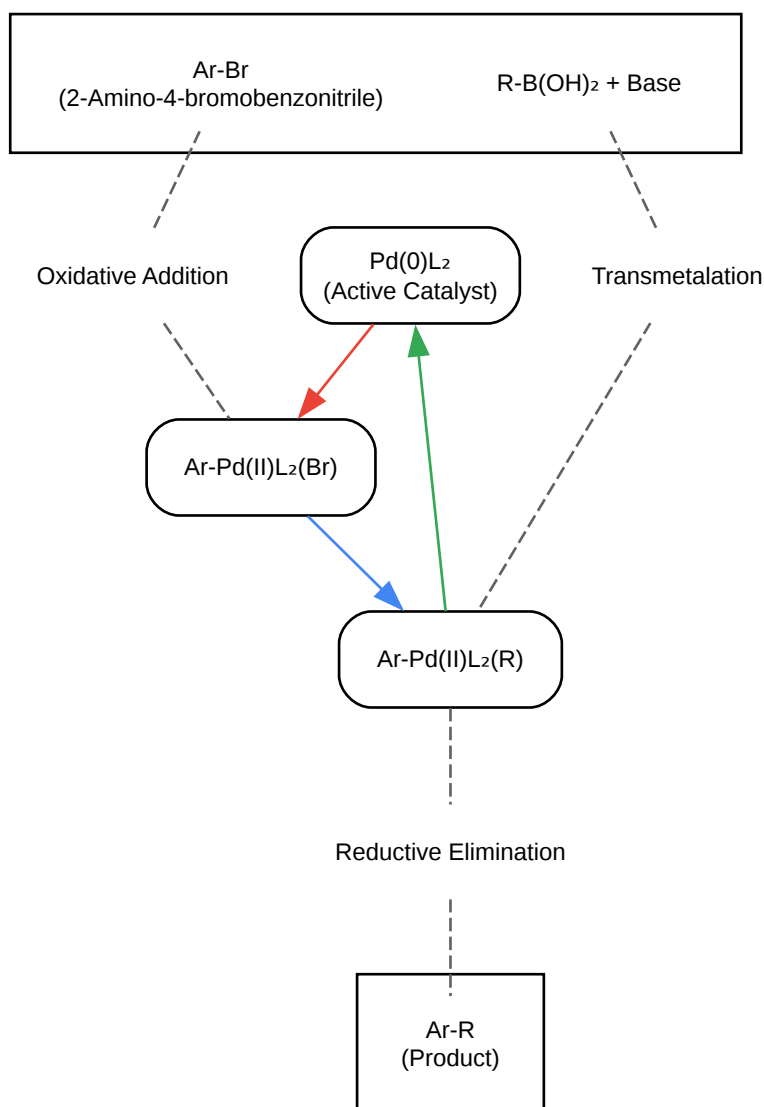 Ar-Br
(2-Amino-4-bromobenzonitrile)
R-B(OH)₂ + Base
Oxidative Addition
Pd(0)L₂
(Active Catalyst)
Transmetalation
Ar-Pd(II)L₂(Br)
Ar-Pd(II)L₂(R)
Reductive Elimination
Ar-R
(Product)